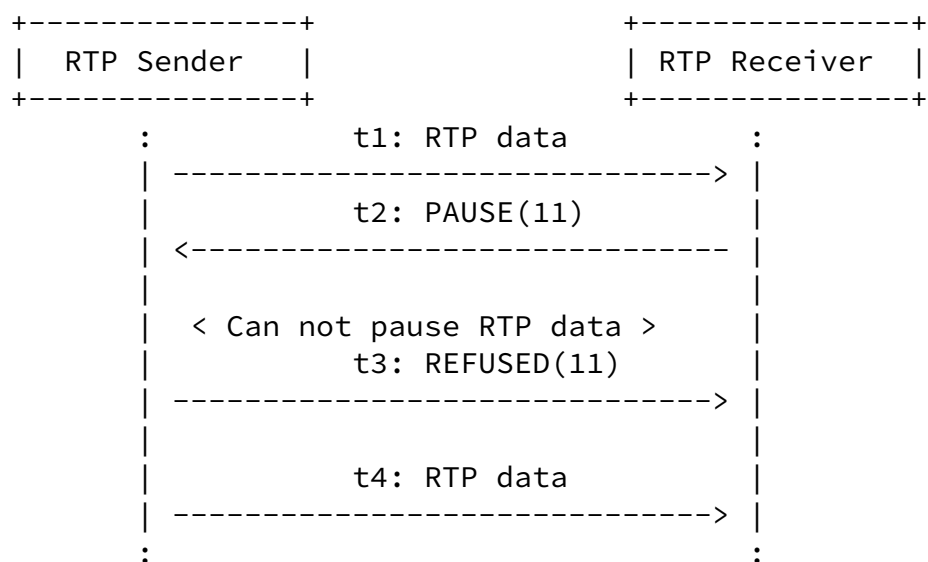 RTP Sender RTP Receiver
t1: RTP data
t2: PAUSE(11)
< Can not pause RTP data >
t3: REFUSED(11)
t4: RTP data